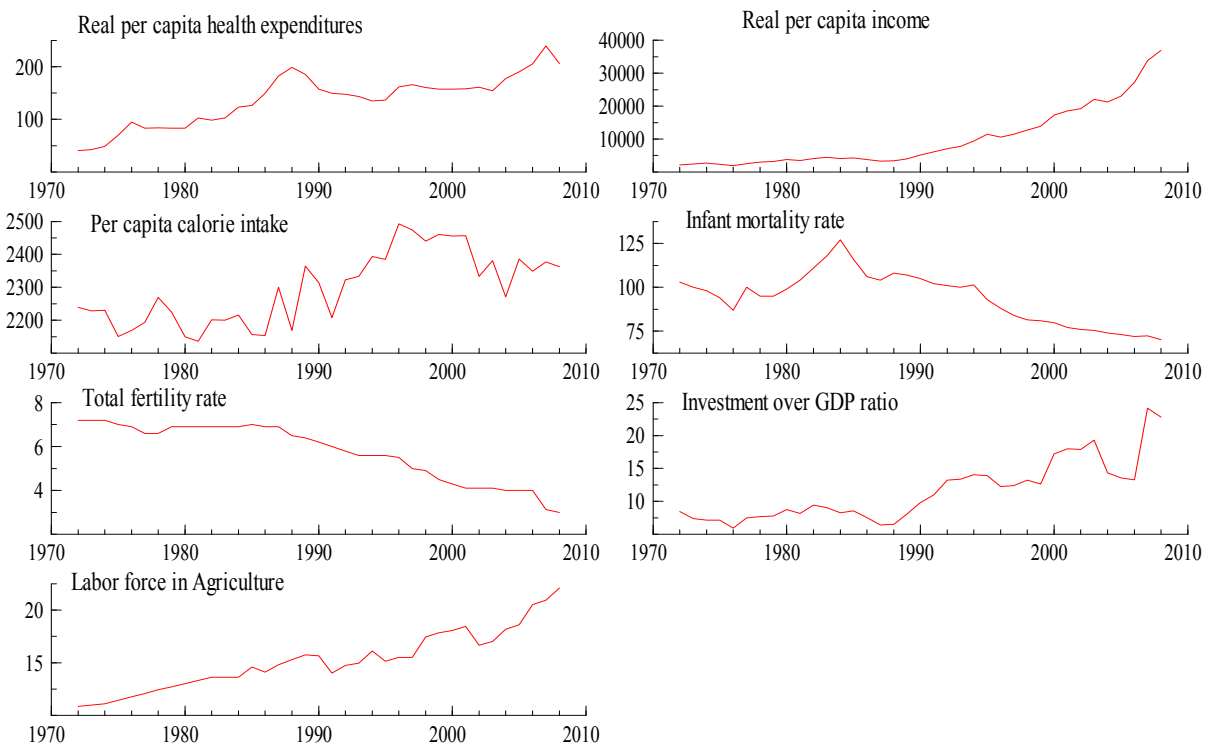 Real per capita health expenditures
200
100
1970 1980 1990 2000 2010
Real per capita income
40000
30000
20000
10000
1970 1980 1990 2000 2010
Per capita calorie intake
2500
2400
2300
2200
1970 1980 1990 2000 2010
Infant mortality rate
125
100
75
1970 1980 1990 2000 2010
Total fertility rate
8
6
4
1970 1980 1990 2000 2010
Investment over GDP ratio
25
20
15
10
1970 1980 1990 2000 2010
Labor force in Agriculture
20
15
1970 1980 1990 2000 2010